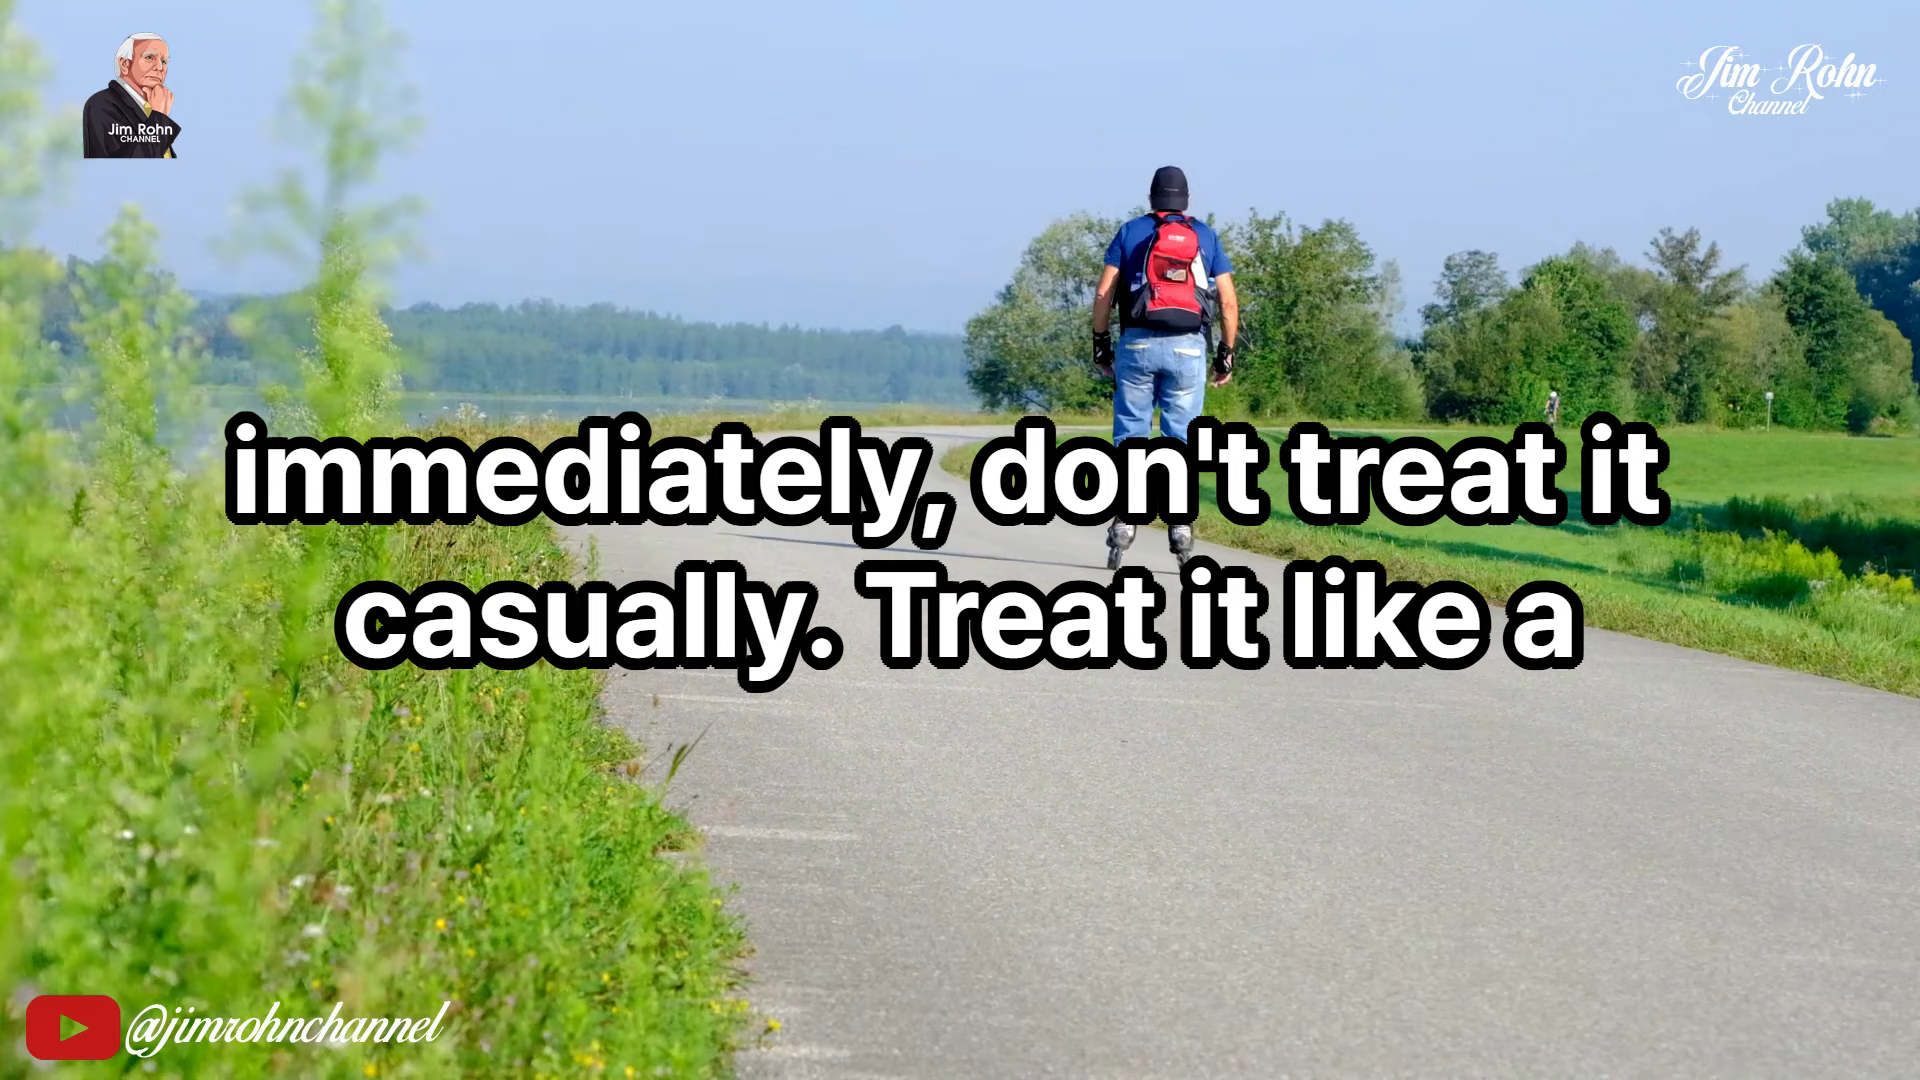 Jim Rohn
CHANNEL
Jim Rohn
Channel
immediately, don't treat it
casually. Treat it like a
@jimrohnchannel